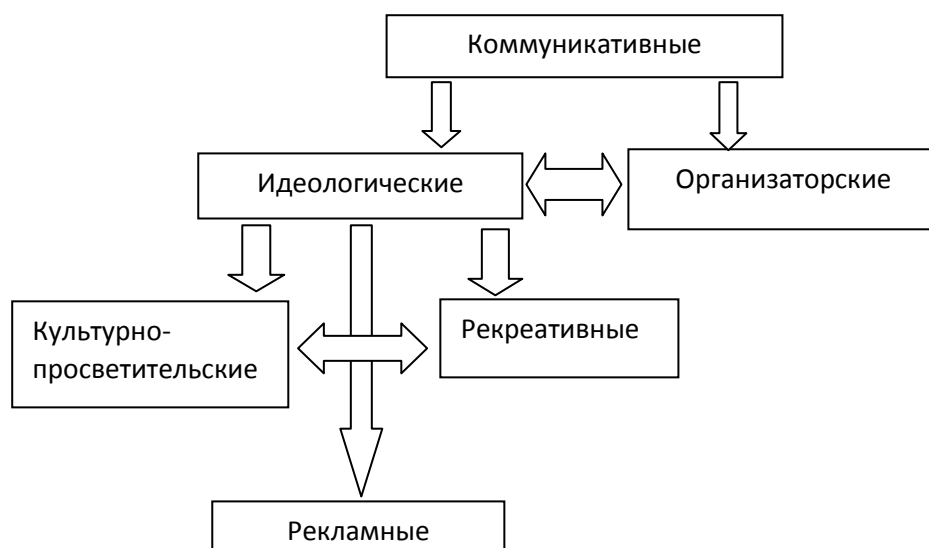 Коммуникативные
Идеологические
Организаторские
Культурно-
просветительские
Рекреативные
Рекламные